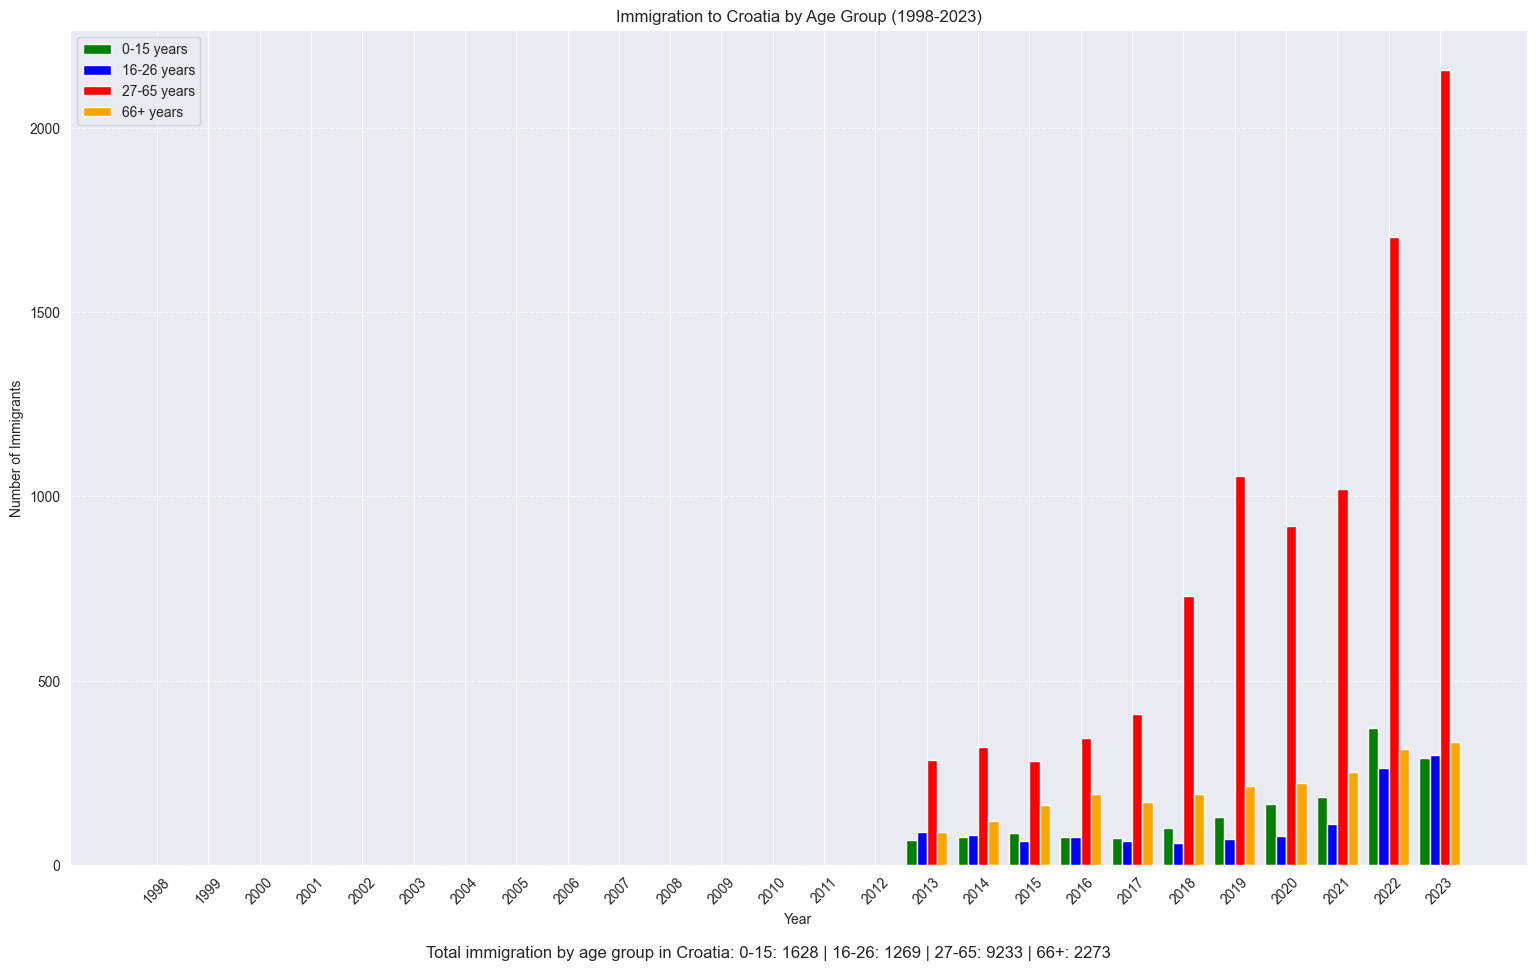 Immigration to Croatia by Age Group (1998-2023)
0-15 years
16-26 years
27-65 years
66+ years
Number of Immigrants
2000
1500
1000
500
0
1998 1999 2000 2001 2002 2003 2004 2005 2006 2007 2008 2009 2010 2011 2012 2013 2014 2015 2016 2017 2018 2019 2020 2021 2022 2023
Year
Total immigration by age group in Croatia: 0-15: 1628 | 16-26: 1269 | 27-65: 9233 | 66+: 2273